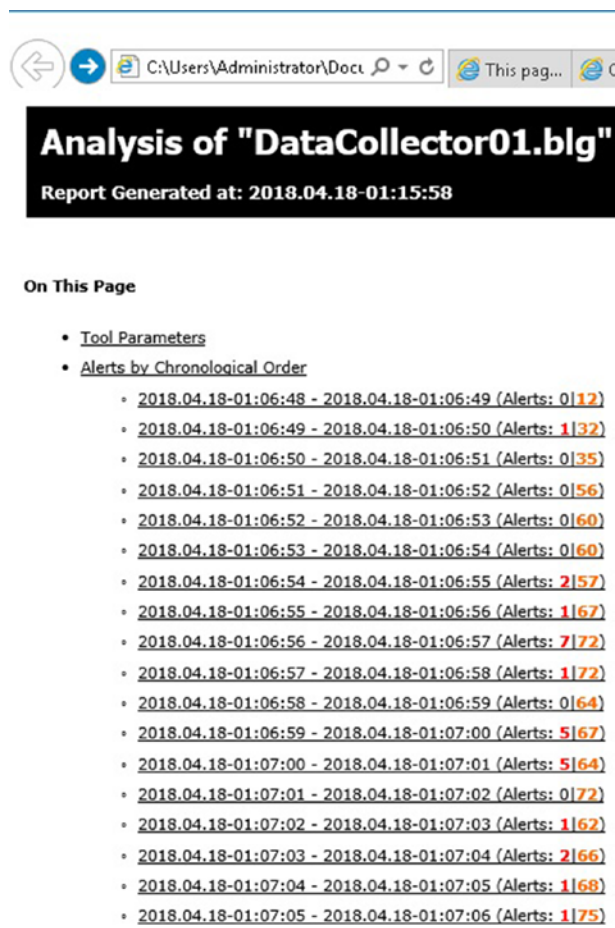 C:\Users\Administrator\Docu
This pag...
Analysis of "DataCollector01.blg"
Report Generated at: 2018.04.18-01:15:58
On This Page
• Tool Parameters
• Alerts by Chronological Order
◦ 2018.04.18-01:06:48 - 2018.04.18-01:06:49 (Alerts: 0|12)
◦ 2018.04.18-01:06:49 - 2018.04.18-01:06:50 (Alerts: 1|32)
◦ 2018.04.18-01:06:50 - 2018.04.18-01:06:51 (Alerts: 0|35)
◦ 2018.04.18-01:06:51 - 2018.04.18-01:06:52 (Alerts: 0|56)
◦ 2018.04.18-01:06:52 - 2018.04.18-01:06:53 (Alerts: 0|60)
◦ 2018.04.18-01:06:53 - 2018.04.18-01:06:54 (Alerts: 0|60)
◦ 2018.04.18-01:06:54 - 2018.04.18-01:06:55 (Alerts: 2|57)
◦ 2018.04.18-01:06:55 - 2018.04.18-01:06:56 (Alerts: 1|67)
◦ 2018.04.18-01:06:56 - 2018.04.18-01:06:57 (Alerts: 7|72)
◦ 2018.04.18-01:06:57 - 2018.04.18-01:06:58 (Alerts: 1|72)
◦ 2018.04.18-01:06:58 - 2018.04.18-01:06:59 (Alerts: 0|64)
◦ 2018.04.18-01:06:59 - 2018.04.18-01:07:00 (Alerts: 5|67)
◦ 2018.04.18-01:07:00 - 2018.04.18-01:07:01 (Alerts: 5|64)
◦ 2018.04.18-01:07:01 - 2018.04.18-01:07:02 (Alerts: 0|72)
◦ 2018.04.18-01:07:02 - 2018.04.18-01:07:03 (Alerts: 1|62)
◦ 2018.04.18-01:07:03 - 2018.04.18-01:07:04 (Alerts: 2|66)
◦ 2018.04.18-01:07:04 - 2018.04.18-01:07:05 (Alerts: 1|68)
◦ 2018.04.18-01:07:05 - 2018.04.18-01:07:06 (Alerts: 1|75)